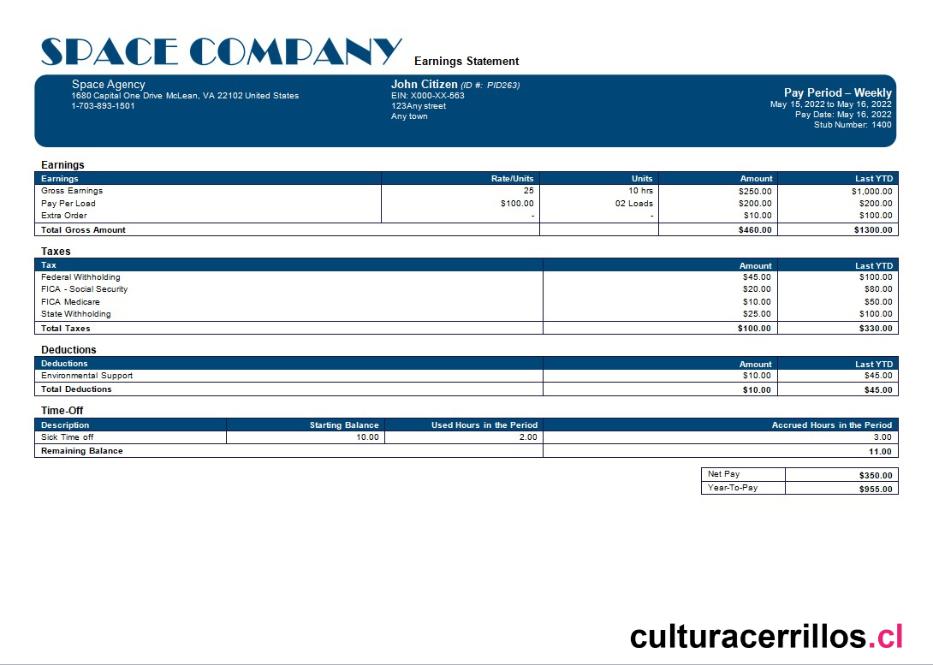 SPACE COMPANY Earnings Statement
Space Agency
1680 Capital One Drive McLean, VA 22102 United States
1-703-893-1501
John Citizen (ID #: PID263)
EIN: X000-XX-563
123Any street
Any town
Pay Period – Weekly
May 15, 2022 to May 16, 2022
Pay Date: May 16, 2022
Stub Number: 1400
Earnings
Earnings Rate/Units Units Amount Last YTD
Gross Earnings 25 10 hrs $250.00 $1,000.00
Pay Per Load $100.00 02 Loads $200.00 $200.00
Extra Order - - $10.00 $100.00
Total Gross Amount $460.00 $1300.00
Taxes
Tax Amount Last YTD
Federal Withholding $45.00 $100.00
FICA - Social Security $20.00 $80.00
FICA Medicare $10.00 $50.00
State Withholding $25.00 $100.00
Total Taxes $100.00 $330.00
Deductions
Deductions Amount Last YTD
Environmental Support $10.00 $45.00
Total Deductions $10.00 $45.00
Time-Off
Description Starting Balance Used Hours in the Period Accrued Hours in the Period
Sick Time off 10.00 2.00 3.00
Remaining Balance 11.00
Net Pay $350.00
Year-To-Pay $955.00
culturacerrillos.cl